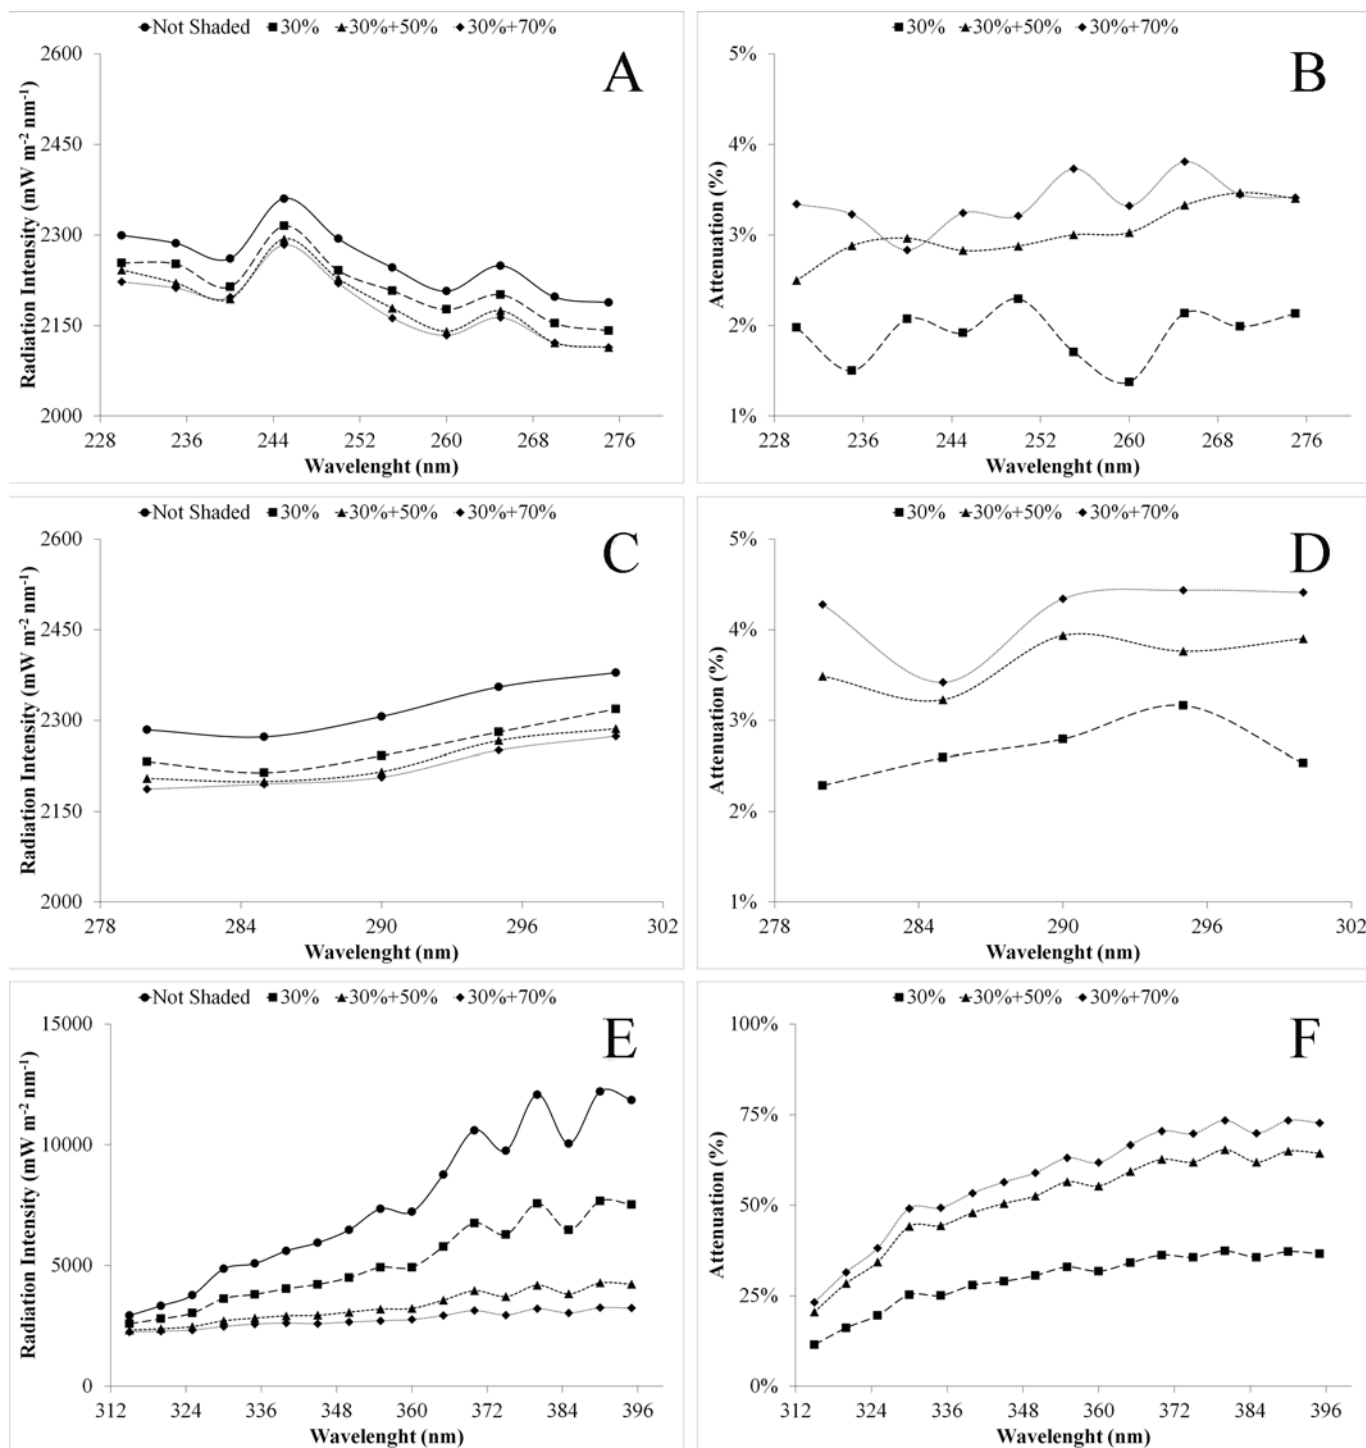 Not Shaded 30% 30%+50% 30%+70%
A
Radiation Intensity (mW m⁻² nm⁻¹)
2600
2450
2300
2150
2000
228 236 244 252 260 268 276
Wavelenght (nm)
30% 30%+50% 30%+70%
B
Attenuation (%)
5%
4%
3%
2%
1%
228 236 244 252 260 268 276
Wavelenght (nm)
Not Shaded 30% 30%+50% 30%+70%
C
Radiation Intensity (mW m⁻² nm⁻¹)
2600
2450
2300
2150
2000
278 284 290 296 302
Wavelenght (nm)
30% 30%+50% 30%+70%
D
Attenuation (%)
5%
4%
3%
2%
1%
278 284 290 296 302
Wavelenght (nm)
Not Shaded 30% 30%+50% 30%+70%
E
Radiation Intensity (mW m⁻² nm⁻¹)
15000
10000
5000
0
312 324 336 348 360 372 384 396
Wavelenght (nm)
30% 30%+50% 30%+70%
F
Attenuation (%)
100%
75%
50%
25%
0%
312 324 336 348 360 372 384 396
Wavelenght (nm)